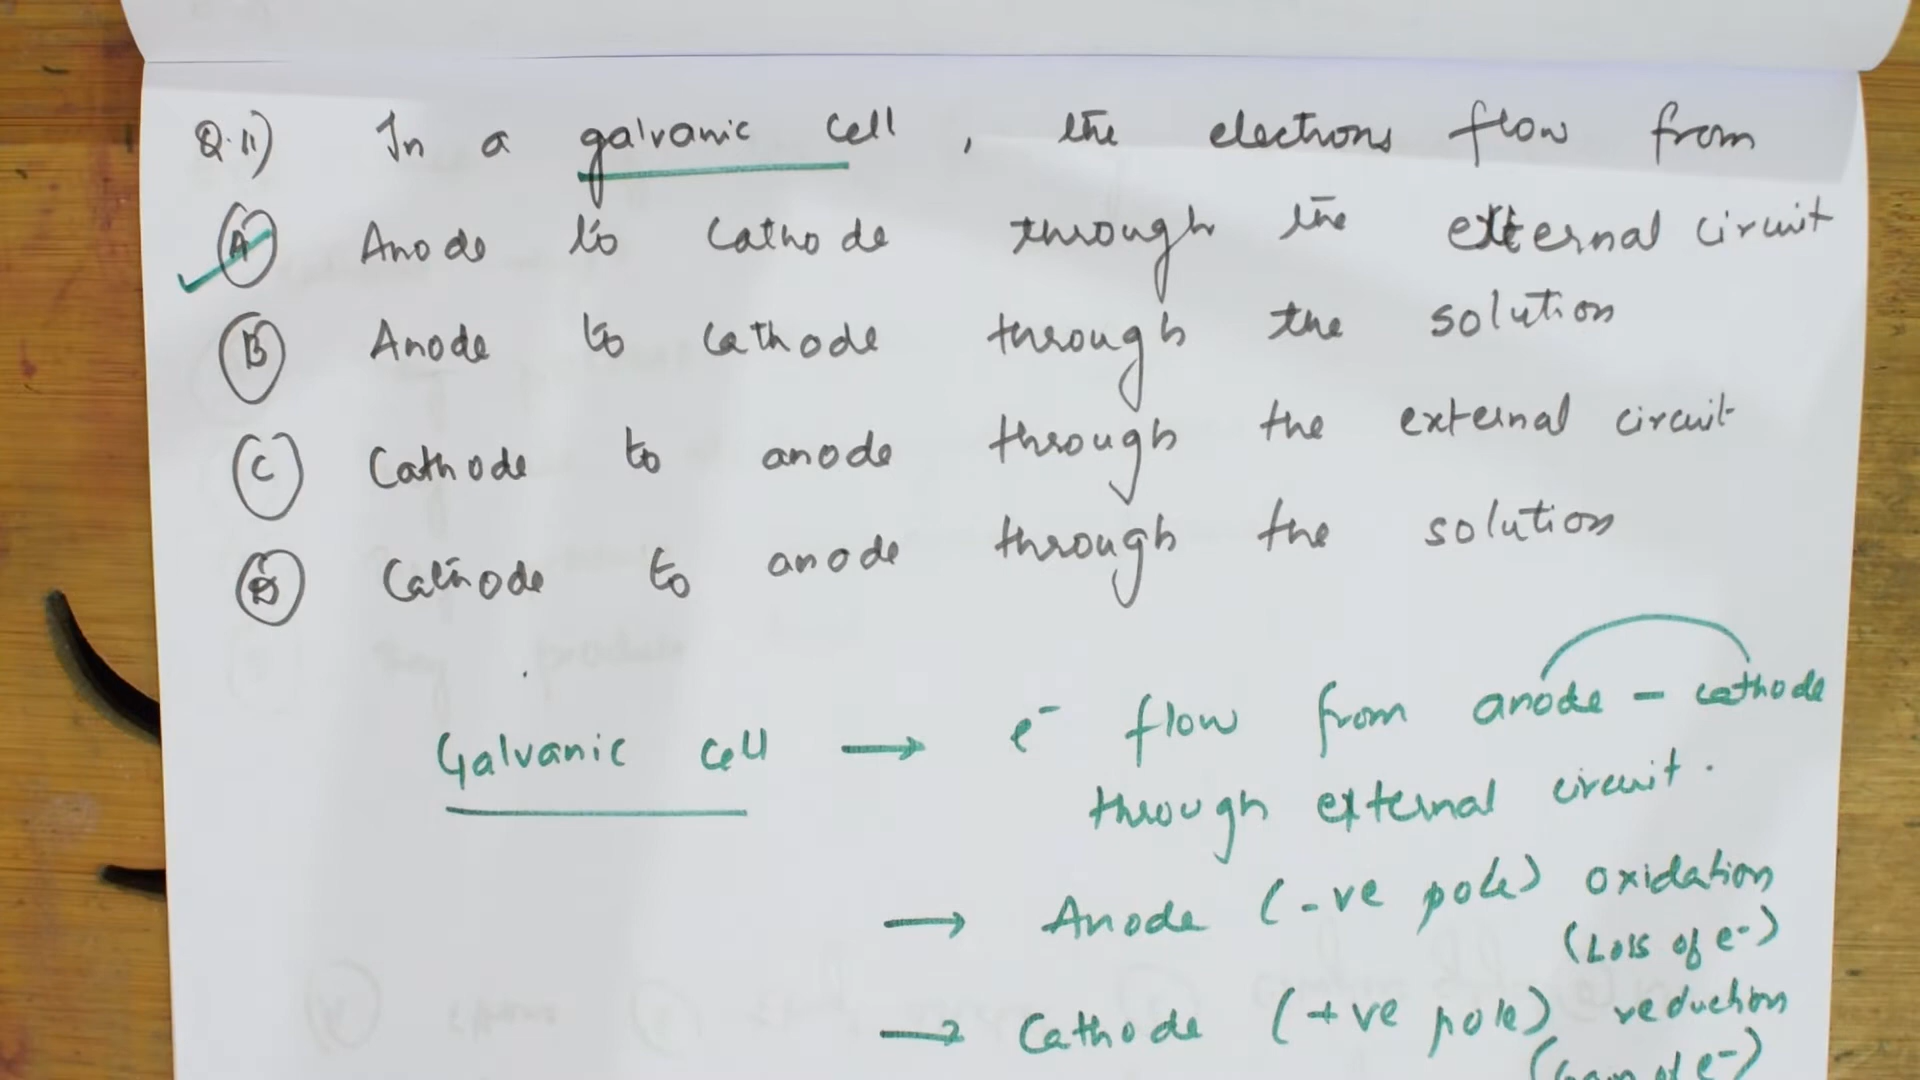 Q.11) In a galvanic cell, the electrons flow from
A Anode to cathode through the external circuit
B Anode to cathode through the solution
C Cathode to anode through the external circuit
D Cathode to anode through the solution
Galvanic cell → e⁻ flow from anode - cathode
through external circuit.
→ Anode (-ve pole) oxidation
(Loss of e⁻)
→ Cathode (+ve pole) reduction
(Gain of e⁻)